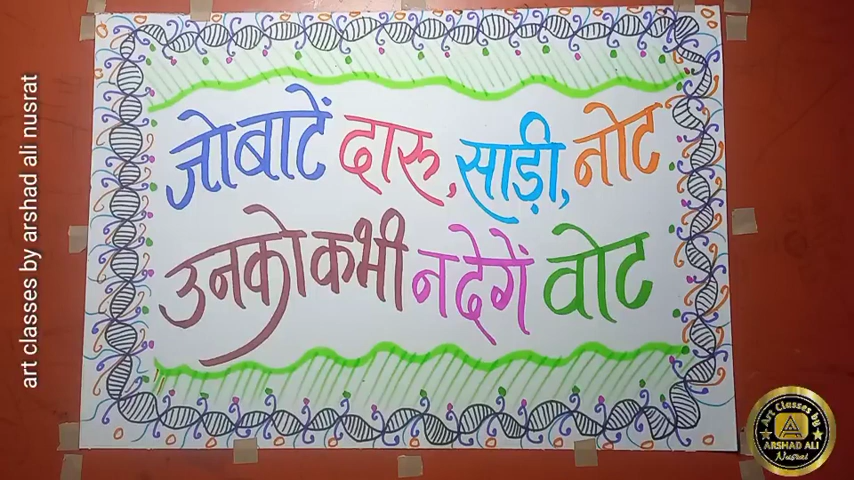 जो बाटें दारू, साड़ी, नोट
उनको कभी न देगें वोट
art classes by arshad ali nusrat
Art Classes by
ARSHAD ALI
Nusrat